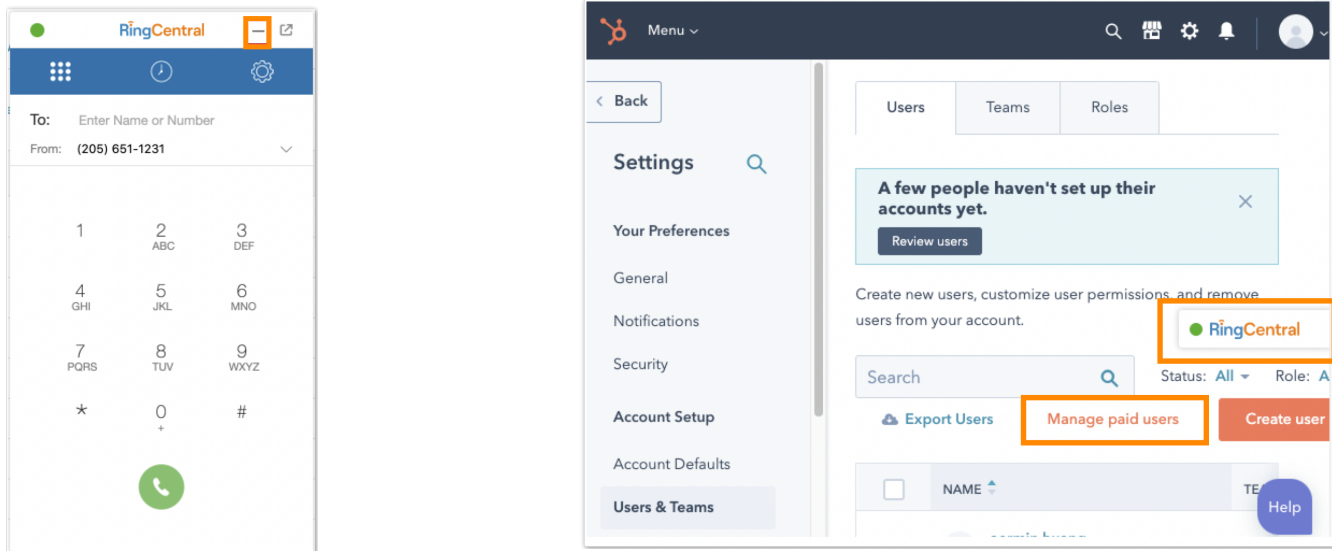 RingCentral
To: Enter Name or Number
From: (205) 651-1231
1 2 3
ABC DEF
4 5 6
GHI JKL MNO
7 8 9
PQRS TUV WXYZ
* 0 #
+
Menu
Back
Settings
Your Preferences
General
Notifications
Security
Account Setup
Account Defaults
Users & Teams
Users Teams Roles
A few people haven't set up their
accounts yet.
Review users
Create new users, customize user permissions, and remove
users from your account.
RingCentral
Search
Status: All Role: A
Export Users Manage paid users Create user
NAME TE
Help